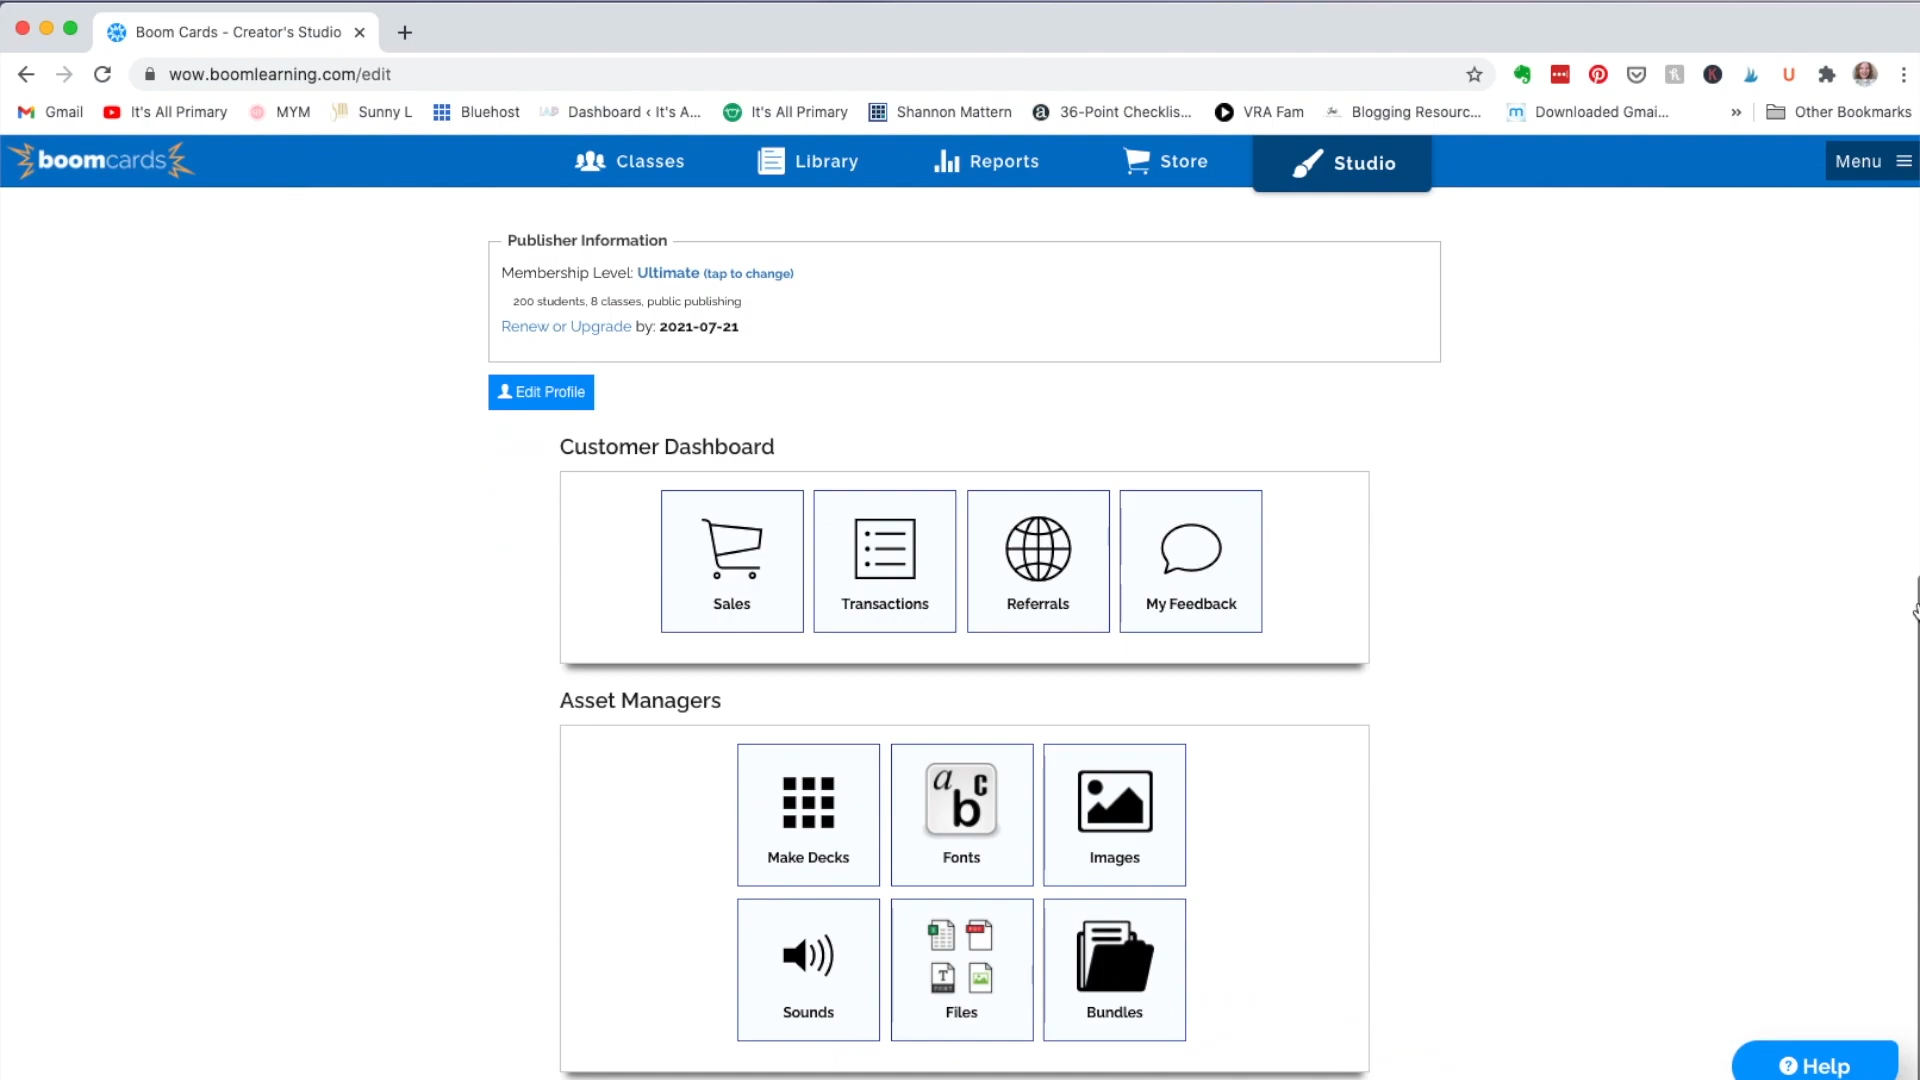 Boom Cards - Creator's Studio
wow.boomlearning.com/edit
Gmail It's All Primary MYM Sunny L Bluehost Dashboard ‹ It's A... It's All Primary Shannon Mattern 36-Point Checklis... VRA Fam Blogging Resourc... Downloaded Gmai... » Other Bookmarks
boomcards Classes Library Reports Store Studio Menu
Publisher Information
Membership Level: Ultimate (tap to change)
200 students, 8 classes, public publishing
Renew or Upgrade by: 2021-07-21
Edit Profile
Customer Dashboard
Sales Transactions Referrals My Feedback
Asset Managers
a b c
Make Decks Fonts Images
Sounds Files Bundles
Help